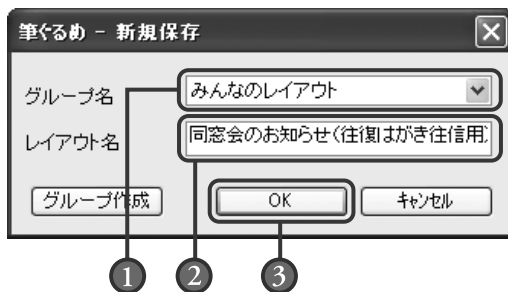 筆ぐるめ - 新規保存
グループ名
みんなのレイアウト
レイアウト名
同窓会のお知らせ(往復はがき往信用)
グループ作成
OK
キャンセル
1 2 3